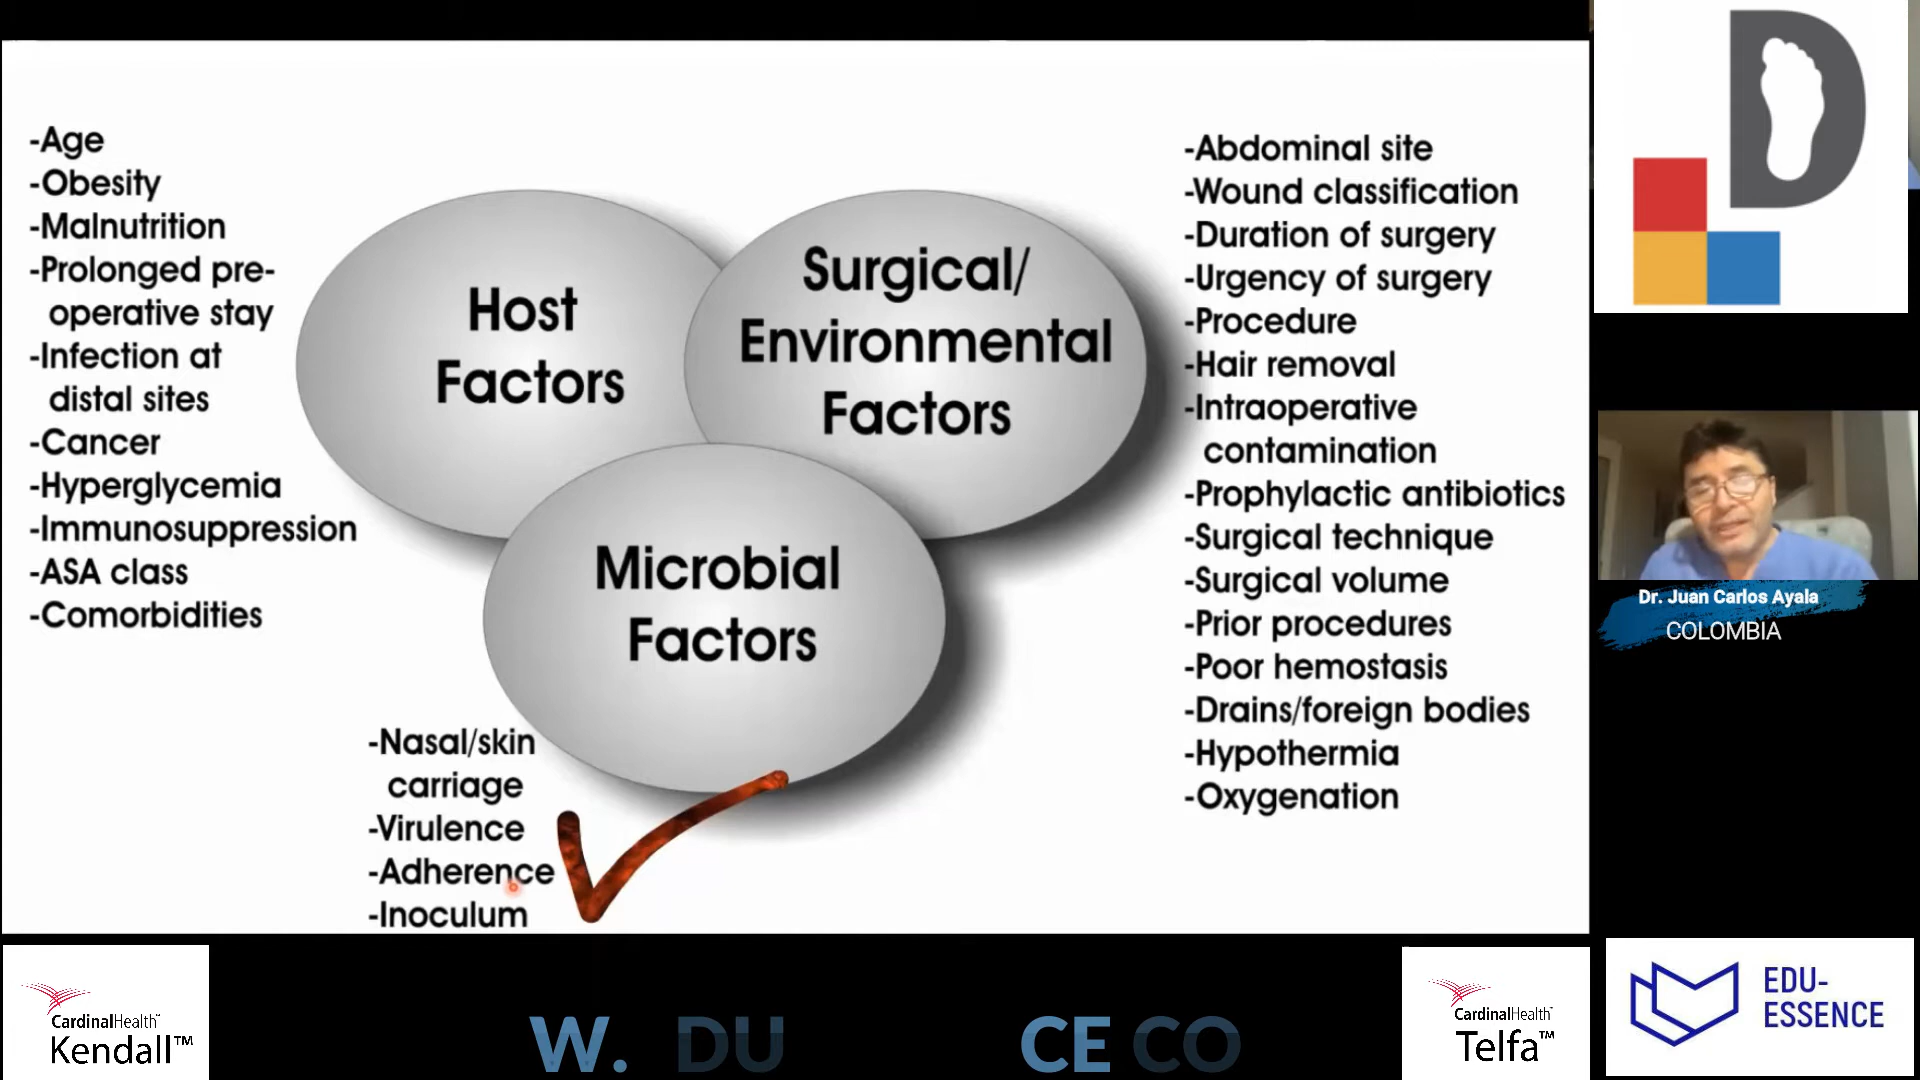 -Age
-Obesity
-Malnutrition
-Prolonged pre-
operative stay
-Infection at
distal sites
-Cancer
-Hyperglycemia
-Immunosuppression
-ASA class
-Comorbidities
Host
Factors
Surgical/
Environmental
Factors
Microbial
Factors
-Nasal/skin
carriage
-Virulence
-Adherence
-Inoculum
-Abdominal site
-Wound classification
-Duration of surgery
-Urgency of surgery
-Procedure
-Hair removal
-Intraoperative
contamination
-Prophylactic antibiotics
-Surgical technique
-Surgical volume
-Prior procedures
-Poor hemostasis
-Drains/foreign bodies
-Hypothermia
-Oxygenation
D
Dr. Juan Carlos Ayala
COLOMBIA
CardinalHealth™
Kendall™
W. DU CE CO
CardinalHealth™
Telfa™
EDU-
ESSENCE